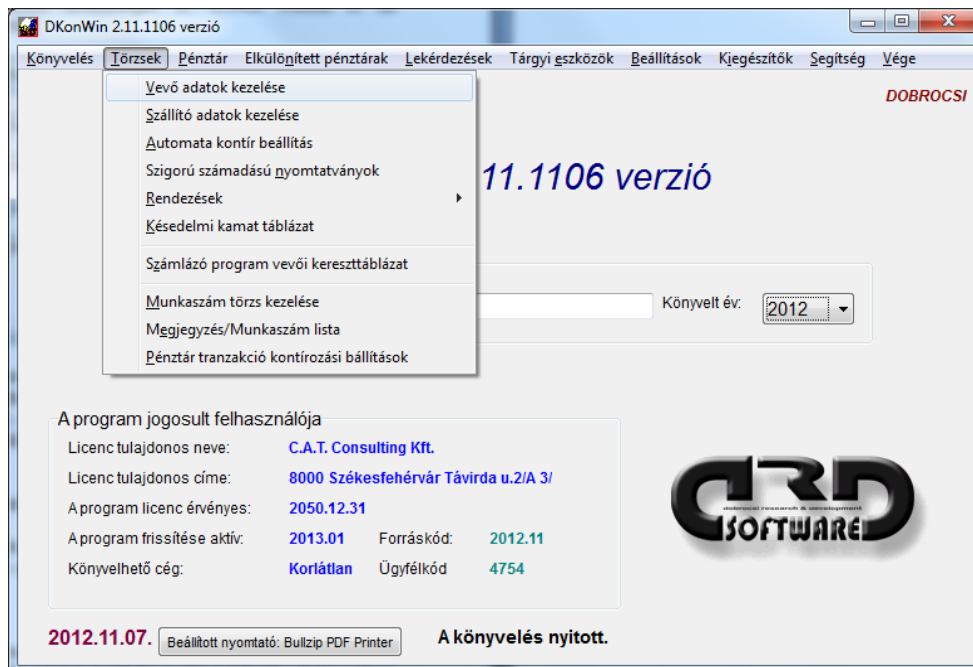 DKonWin 2.11.1106 verzió
Könyvelés Törzsek Pénztár Elkülönített pénztárak Lekérdezések Tárgyi eszközök Beállítások Kiegészítők Segítség Vége
DOBROCSI
Vevő adatok kezelése
Szállító adatok kezelése
Automata kontír beállítás
Szigorú számadású nyomtatványok
Rendezések
Késedelmi kamat táblázat
Számlázó program vevői kereszttáblázat
Munkaszám törzs kezelése
Megjegyzés/Munkaszám lista
Pénztár tranzakció kontírozási bállítások
11.1106 verzió
Könyvelt év: 2012
A program jogosult felhasználója
Licenc tulajdonos neve: C.A.T. Consulting Kft.
Licenc tulajdonos címe: 8000 Székesfehérvár Távirda u.2/A 3/
A program licenc érvényes: 2050.12.31
A program frissítése aktív: 2013.01 Forráskód: 2012.11
Könyvelhető cég: Korlátlan Ügyfélkód 4754
DRD
dobrocsi research & development
SOFTWARE
2012.11.07. Beállított nyomtató: Bullzip PDF Printer A könyvelés nyitott.